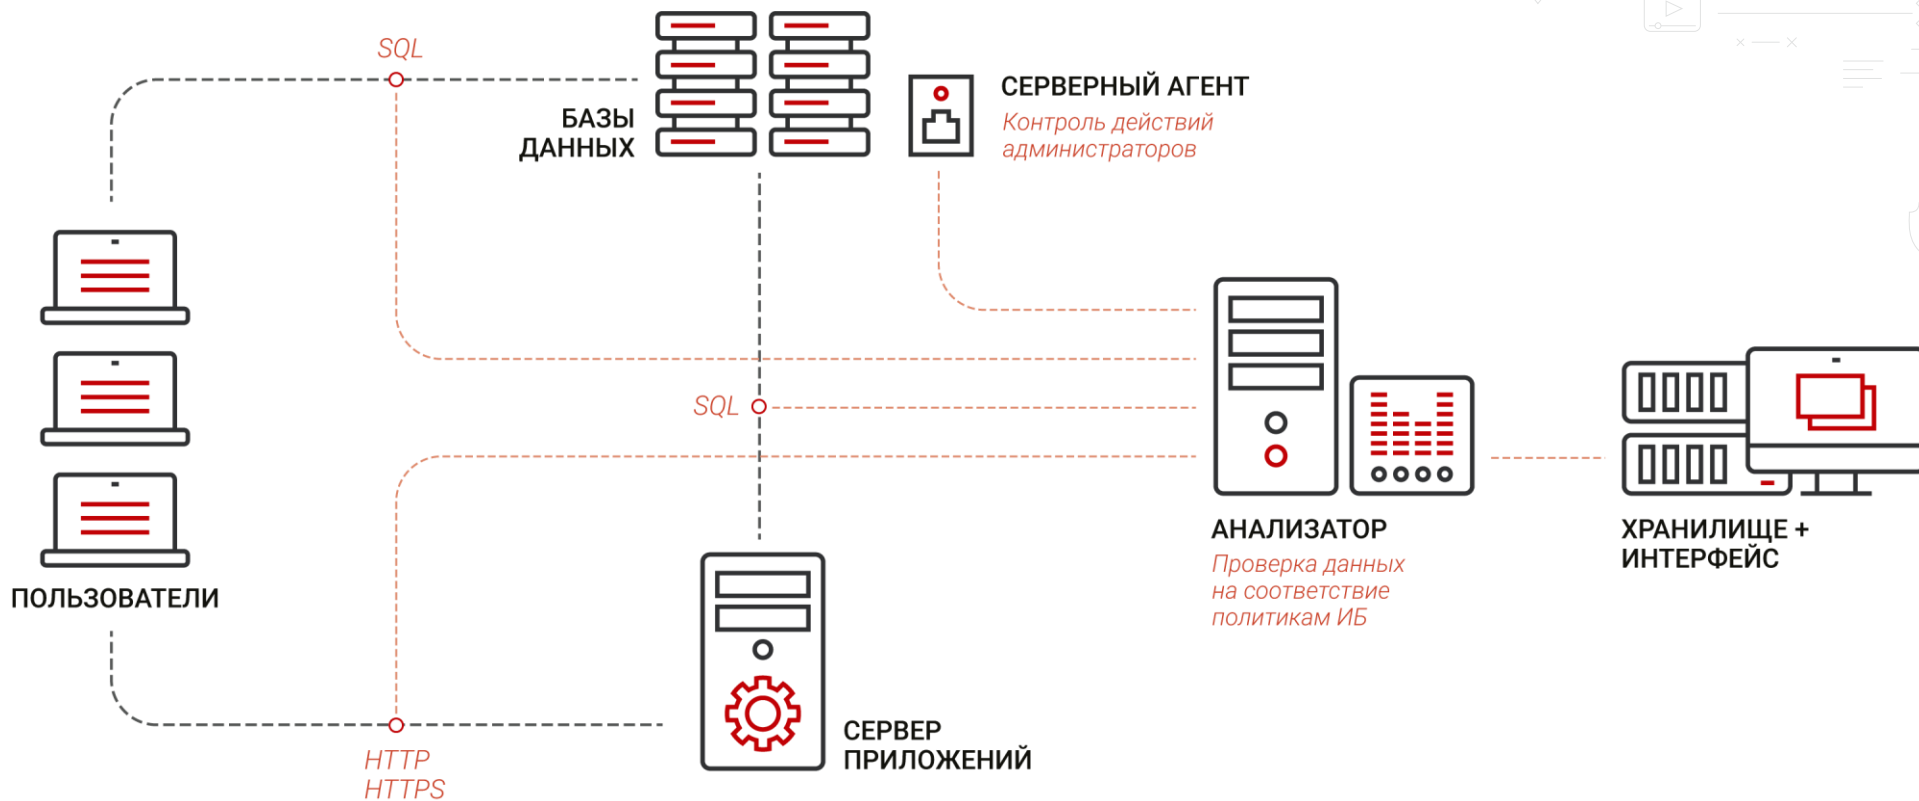 SQL
БАЗЫ
ДАННЫХ
СЕРВЕРНЫЙ АГЕНТ
Контроль действий
администраторов
SQL
ПОЛЬЗОВАТЕЛИ
АНАЛИЗАТОР
Проверка данных
на соответствие
политикам ИБ
ХРАНИЛИЩЕ +
ИНТЕРФЕЙС
СЕРВЕР
ПРИЛОЖЕНИЙ
HTTP
HTTPS